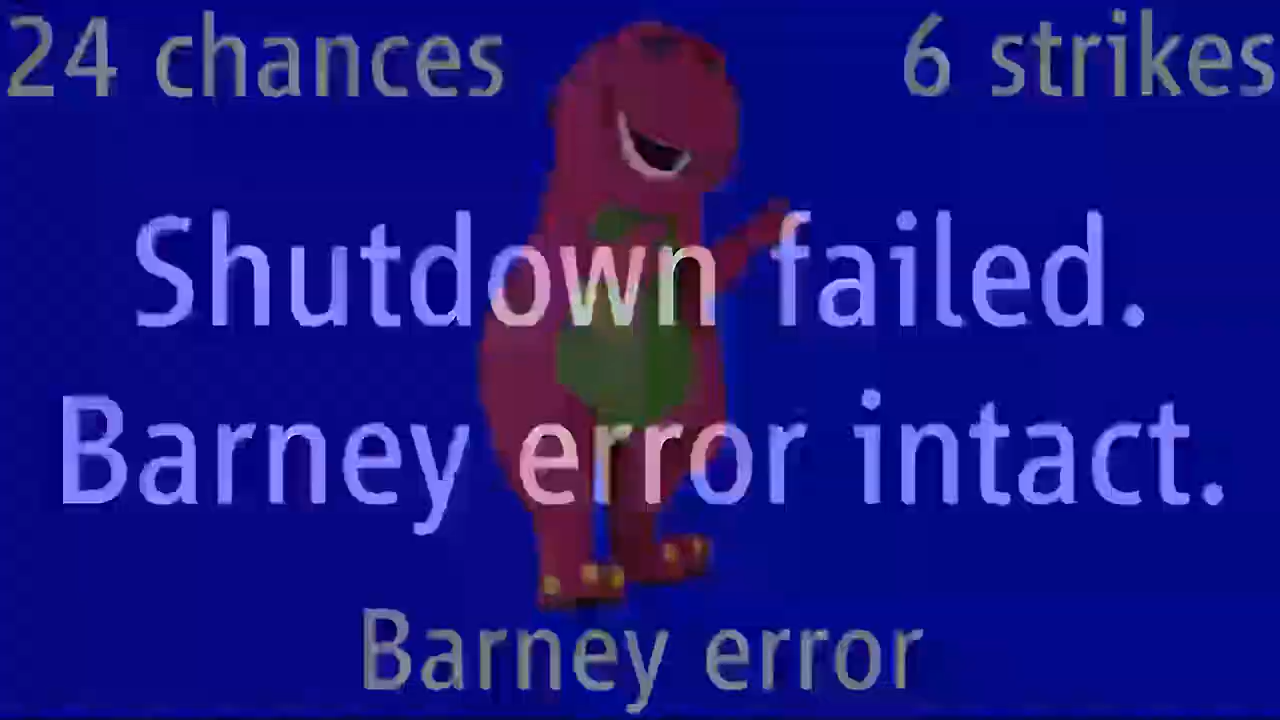 24 chances 6 strikes
Shutdown failed.
Barney error intact.
Barney error